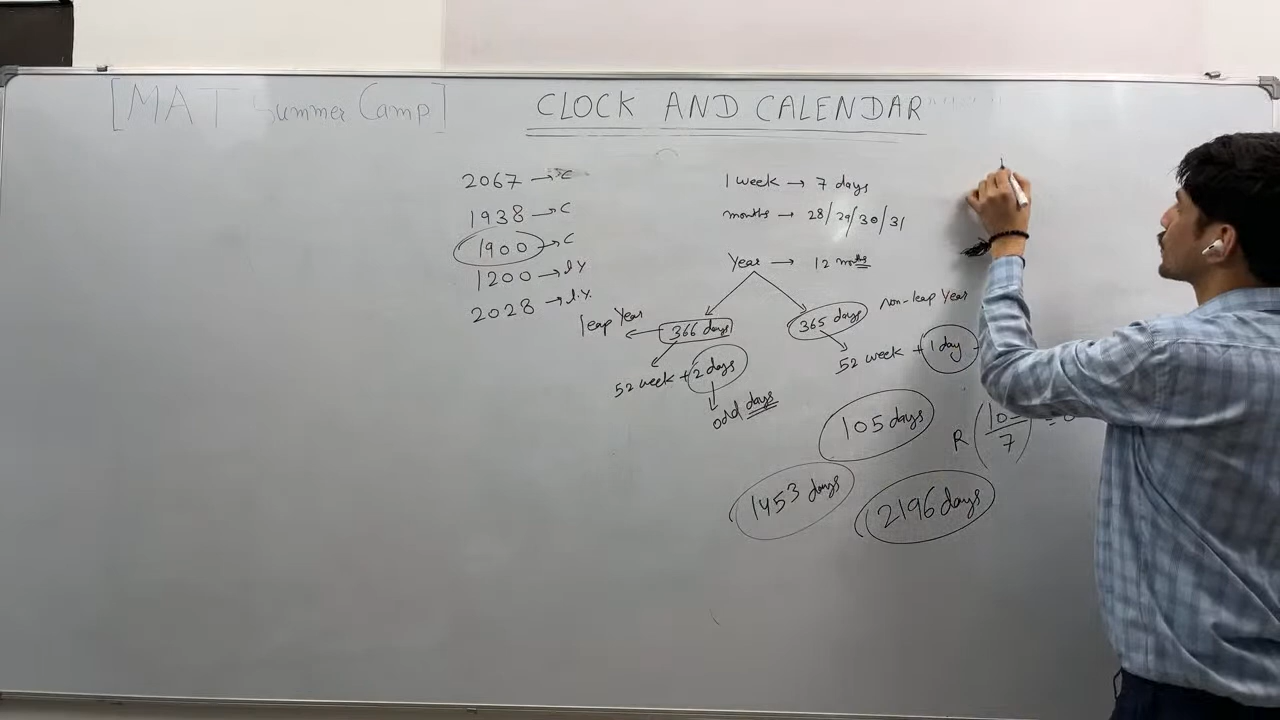 [MAT Summer Camp]
CLOCK AND CALENDAR
2067 → C
1938 → C
1900 → C
1200 → l.Y
2028 → l.Y.
1 week → 7 days
months → 28/29/30/31
Year → 12 months
leap Year
366 days
365 days
non-leap Year
52 week + 2 days
52 week + 1 day
odd days
105 days
R ( 10 / 7 ) =
1453 days
2196 days